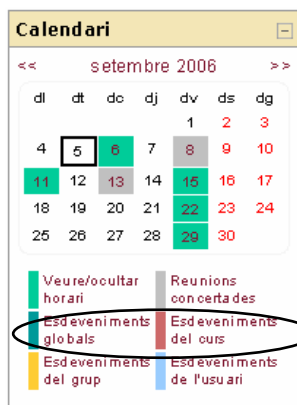 Calendari
<< setembre 2006 >>
dl dt dc dj dv ds dg
1 2 3
4 5 6 7 8 9 10
11 12 13 14 15 16 17
18 19 20 21 22 23 24
25 26 27 28 29 30
Veure/ocultar horari
Reunions concertades
Esdeveniments globals
Esdeveniments del curs
Esdeveniments del grup
Esdeveniments de l'usuari